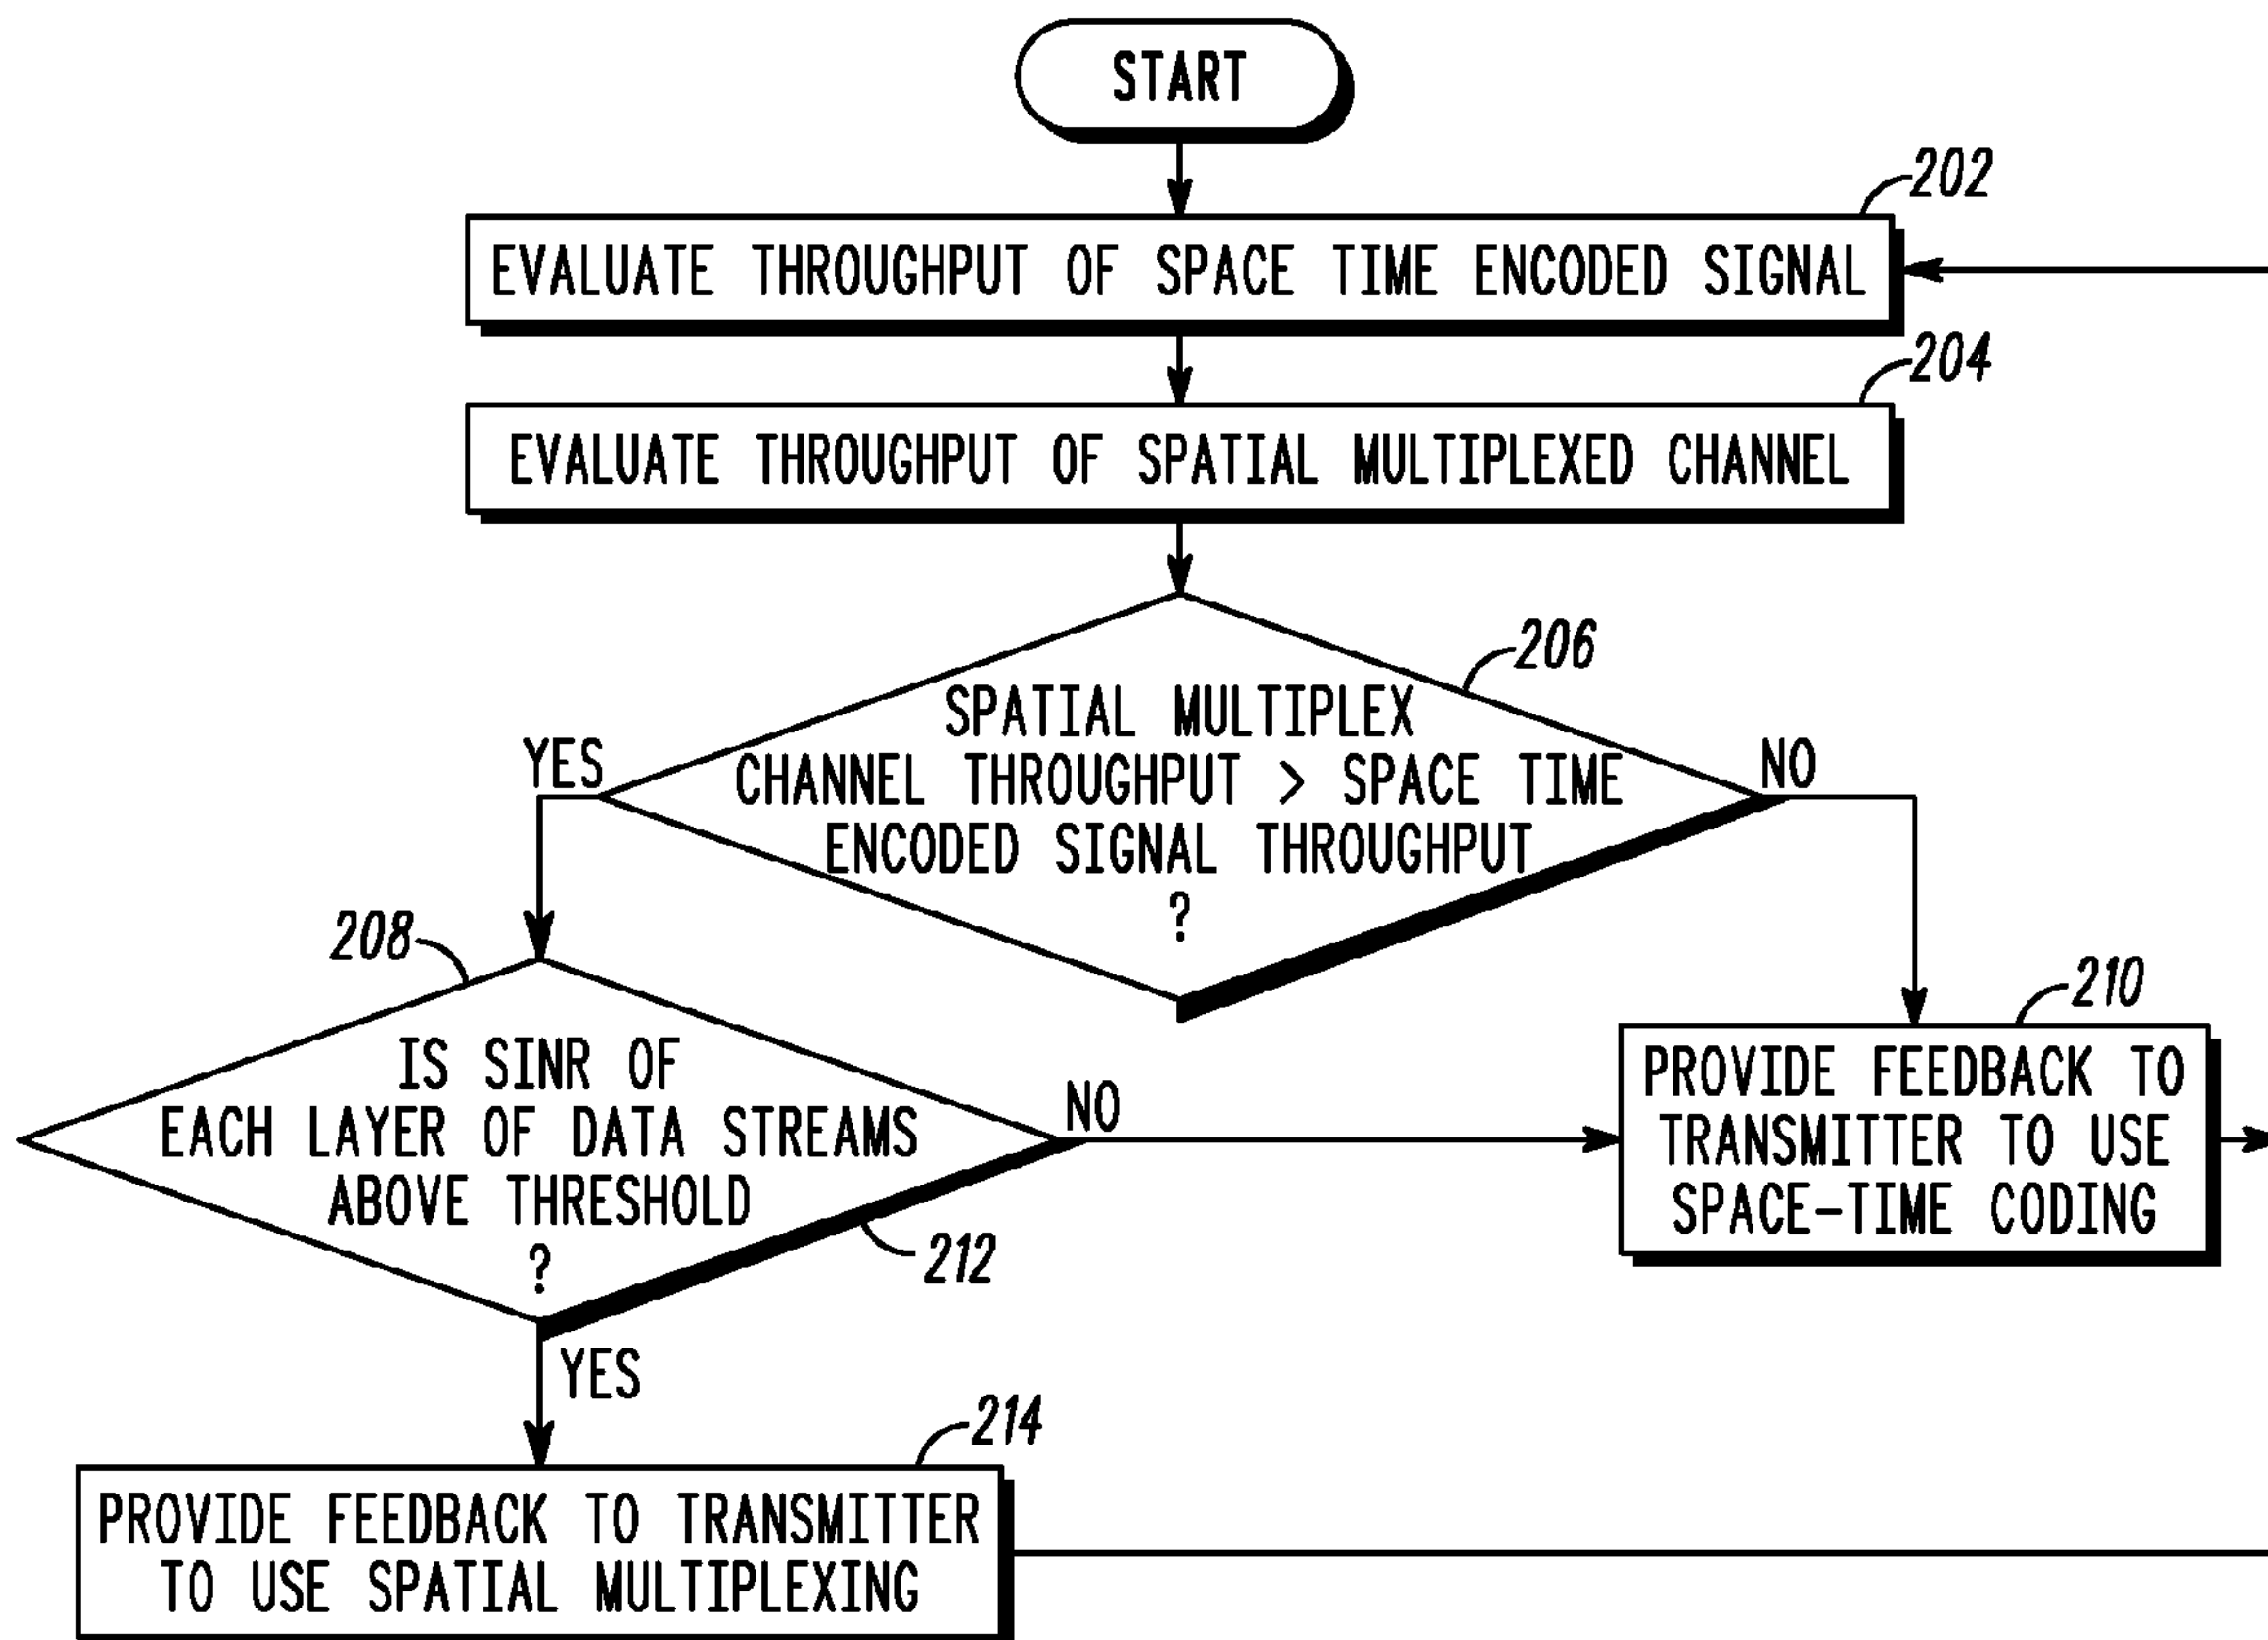 START
202
EVALUATE THROUGHPUT OF SPACE TIME ENCODED SIGNAL
204
EVALUATE THROUGHPUT OF SPATIAL MULTIPLEXED CHANNEL
206
SPATIAL MULTIPLEX
CHANNEL THROUGHPUT > SPACE TIME
ENCODED SIGNAL THROUGHPUT
?
YES
NO
208
IS SINR OF
EACH LAYER OF DATA STREAMS
ABOVE THRESHOLD
?
NO
212
YES
210
PROVIDE FEEDBACK TO
TRANSMITTER TO USE
SPACE-TIME CODING
214
PROVIDE FEEDBACK TO TRANSMITTER
TO USE SPATIAL MULTIPLEXING